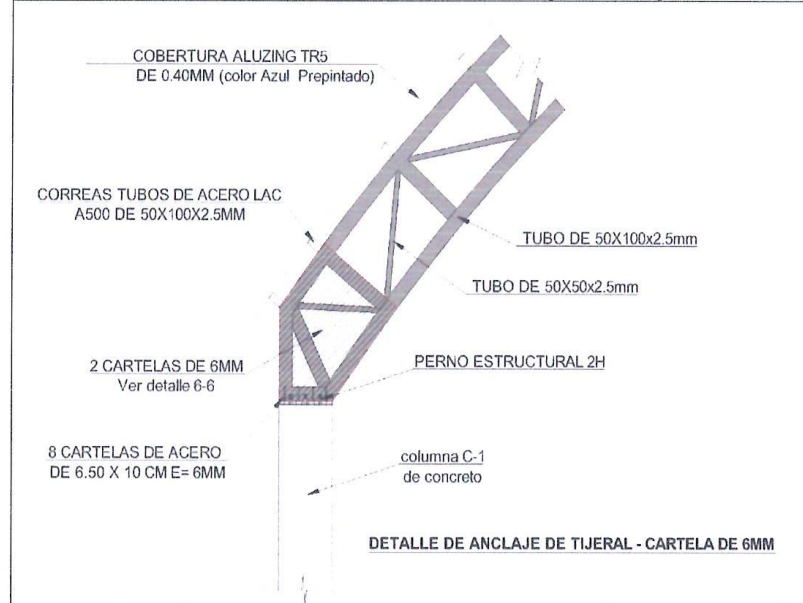 COBERTURA ALUZING TR5
DE 0.40MM (color Azul Prepintado)
CORREAS TUBOS DE ACERO LAC
A500 DE 50X100X2.5MM
TUBO DE 50X100x2.5mm
TUBO DE 50X50x2.5mm
2 CARTELAS DE 6MM
Ver detalle 6-6
PERNO ESTRUCTURAL 2H
8 CARTELAS DE ACERO
DE 6.50 X 10 CM E= 6MM
columna C-1
de concreto
DETALLE DE ANCLAJE DE TIJERAL - CARTELA DE 6MM